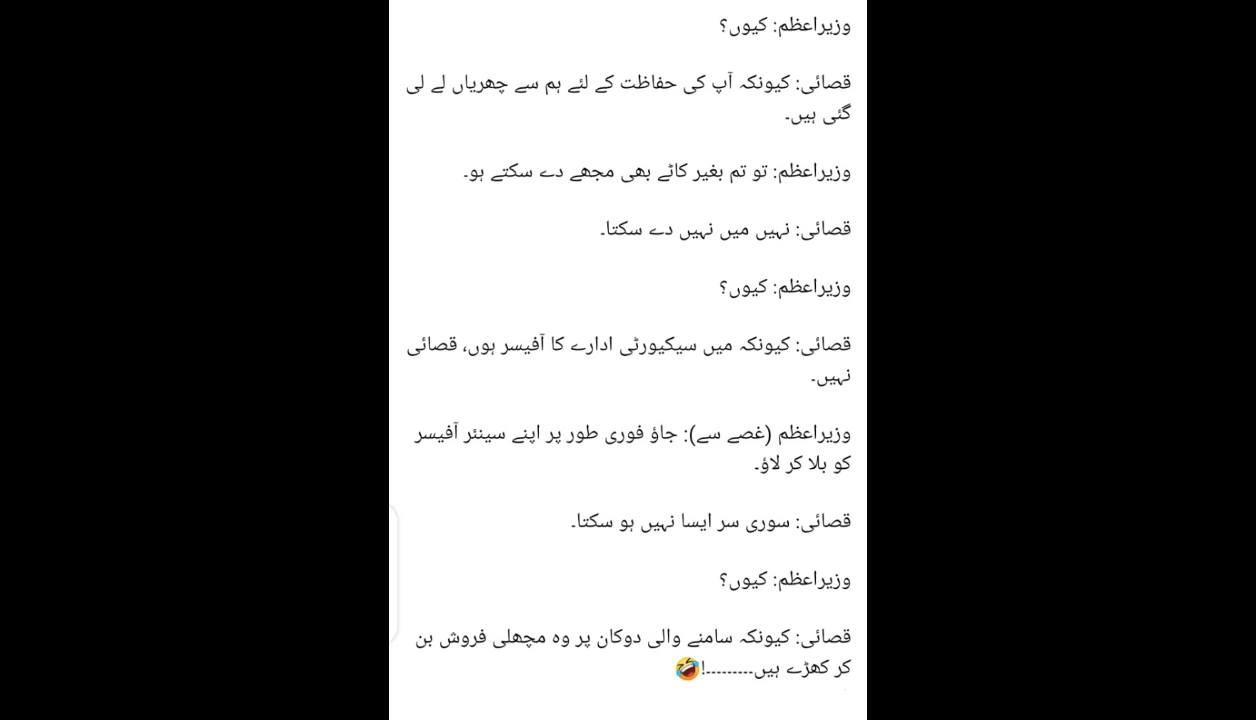 وزیراعظم: کیوں؟
قصائی: کیونکہ آپ کی حفاظت کے لئے ہم سے چھریاں لے لی
گئی ہیں۔
وزیراعظم: تو تم بغیر کاٹے بھی مجھے دے سکتے ہو۔
قصائی: نہیں میں نہیں دے سکتا۔
وزیراعظم: کیوں؟
قصائی: کیونکہ میں سیکیورٹی ادارے کا آفیسر ہوں، قصائی
نہیں۔
وزیراعظم (غصے سے): جاؤ فوری طور پر اپنے سینئر آفیسر
کو بلا کر لاؤ۔
قصائی: سوری سر ایسا نہیں ہو سکتا۔
وزیراعظم: کیوں؟
قصائی: کیونکہ سامنے والی دوکان پر وہ مچھلی فروش بن
کر کھڑے ہیں۔۔۔۔۔۔۔۔۔!🤣